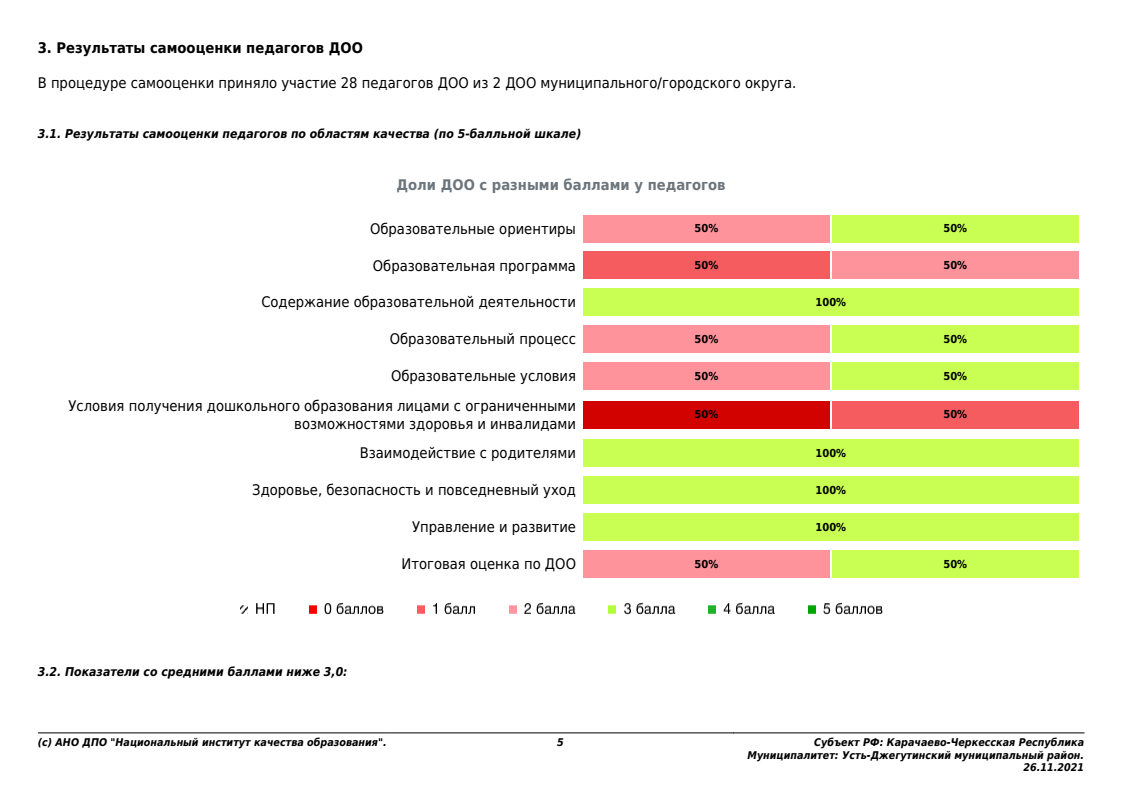 3. Результаты самооценки педагогов ДОО
В процедуре самооценки приняло участие 28 педагогов ДОО из 2 ДОО муниципального/городского округа.
3.1. Результаты самооценки педагогов по областям качества (по 5-балльной шкале)
Доли ДОО с разными баллами у педагогов
Образовательные ориентиры 50% 50%
Образовательная программа 50% 50%
Содержание образовательной деятельности 100%
Образовательный процесс 50% 50%
Образовательные условия 50% 50%
Условия получения дошкольного образования лицами с ограниченными
возможностями здоровья и инвалидами 50% 50%
Взаимодействие с родителями 100%
Здоровье, безопасность и повседневный уход 100%
Управление и развитие 100%
Итоговая оценка по ДОО 50% 50%
НП 0 баллов 1 балл 2 балла 3 балла 4 балла 5 баллов
3.2. Показатели со средними баллами ниже 3,0:
(с) АНО ДПО "Национальный институт качества образования". 5 Субъект РФ: Карачаево-Черкесская Республика
Муниципалитет: Усть-Джегутинский муниципальный район.
26.11.2021